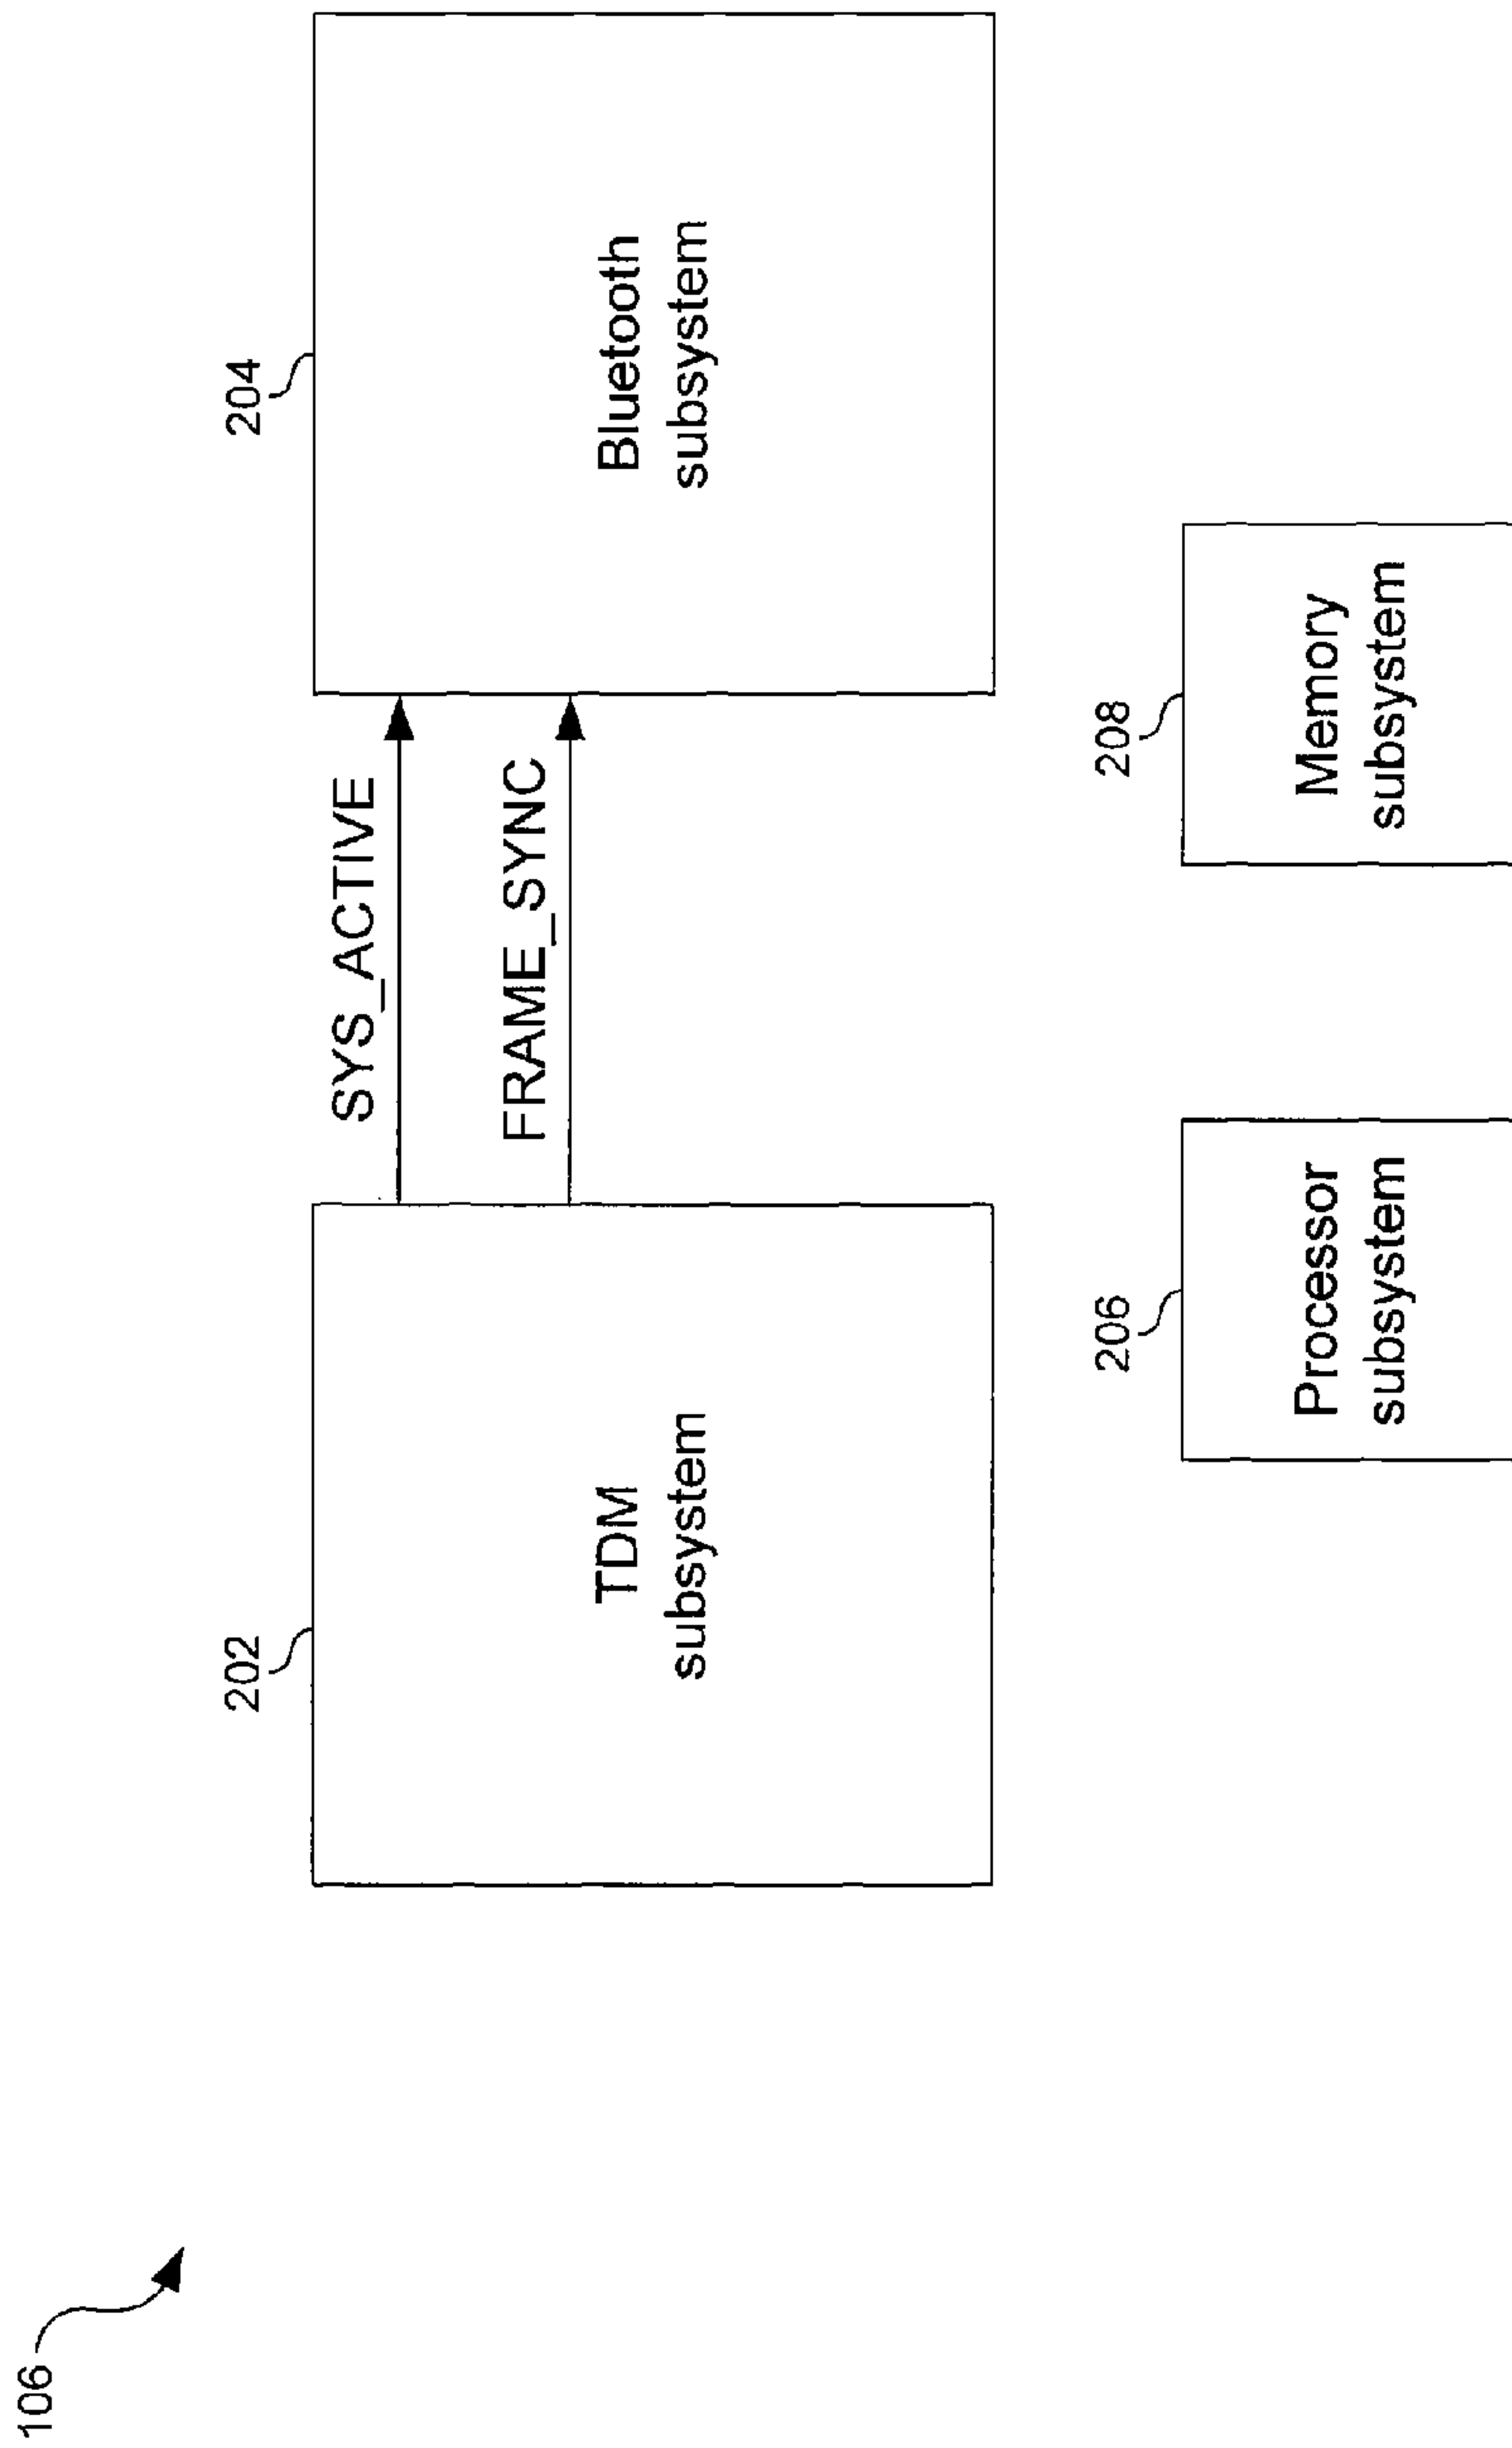 106
202
TDM
subsystem
SYS_ACTIVE
FRAME_SYNC
204
Bluetooth
subsystem
206
Processor
subsystem
208
Memory
subsystem